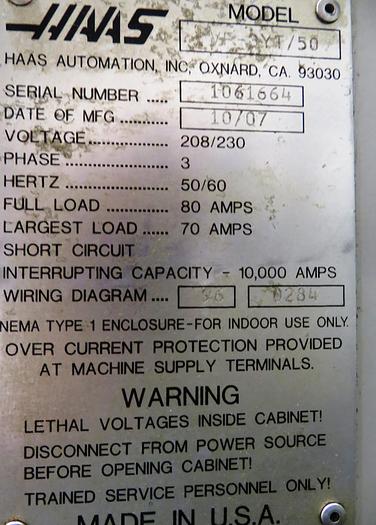 HAAS
MODEL
YT/50
HAAS AUTOMATION, INC, OXNARD, CA. 93030
SERIAL NUMBER ..... 1061664
DATE OF MFG ..... 10/07
VOLTAGE .................. 208/230
PHASE ....................... 3
HERTZ ....................... 50/60
FULL LOAD ............... 80 AMPS
LARGEST LOAD ...... 70 AMPS
SHORT CIRCUIT
INTERRUPTING CAPACITY - 10,000 AMPS
WIRING DIAGRAM .... 0284
NEMA TYPE 1 ENCLOSURE-FOR INDOOR USE ONLY.
OVER CURRENT PROTECTION PROVIDED
AT MACHINE SUPPLY TERMINALS.
WARNING
LETHAL VOLTAGES INSIDE CABINET!
DISCONNECT FROM POWER SOURCE
BEFORE OPENING CABINET!
TRAINED SERVICE PERSONNEL ONLY!
MADE IN U.S.A.